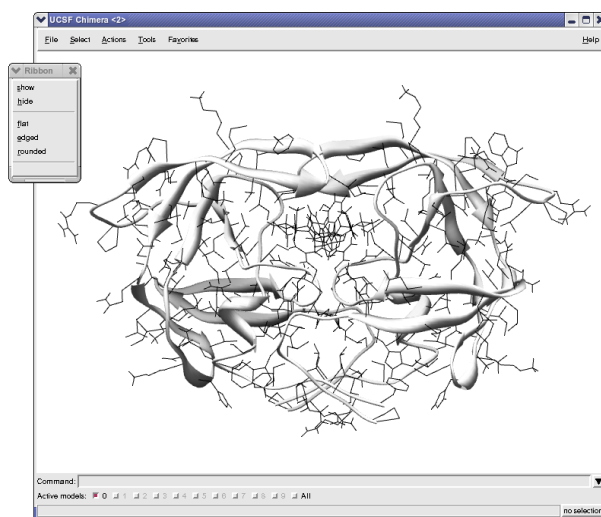 UCSF Chimera <2>
File Select Actions Tools Favorites Help
Ribbon
show
hide
flat
edged
rounded
Command:
Active models: 0 1 2 3 4 5 6 7 8 9 All
no selection